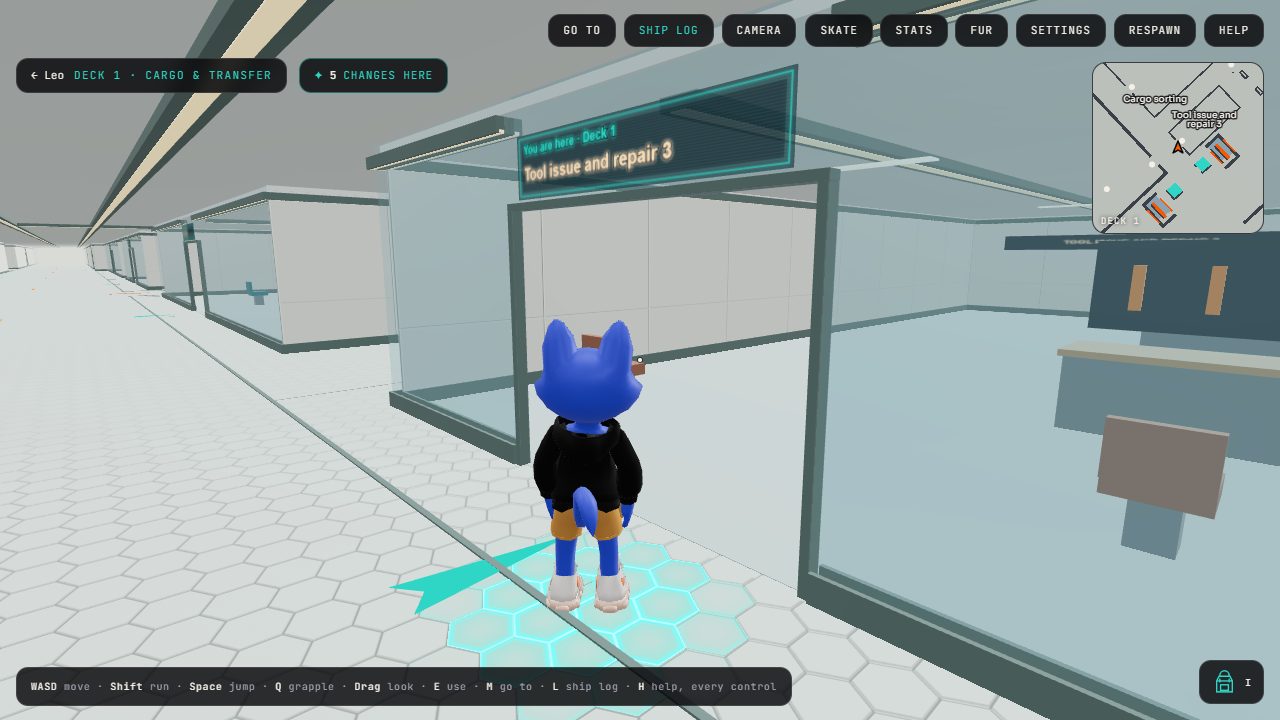 GO TO
SHIP LOG
CAMERA
SKATE
STATS
FUR
SETTINGS
RESPAWN
HELP
← Leo DECK 1 · CARGO & TRANSFER
✦ 5 CHANGES HERE
Cargo sorting
Tool issue and
repair 3
DECK 1
You are here · Deck 1
Tool issue and repair 3
WASD move · Shift run · Space jump · Q grapple · Drag look · E use · M go to · L ship log · H help, every control
I